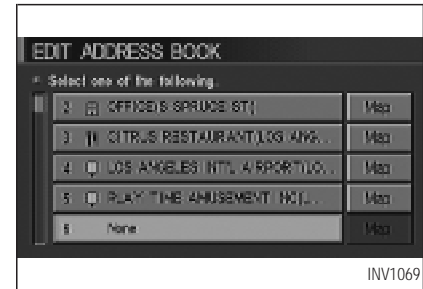 EDIT ADDRESS BOOK
Select one of the following.
2 OFFICE(S SPRUCE ST) Map
3 CITRUS RESTAURANT(LOS ANG... Map
4 LOS ANGELES INT'L AIRPORT(LO... Map
5 PLAY TIME AMUSEMENT INC(L... Map
6 None Map
INV1069